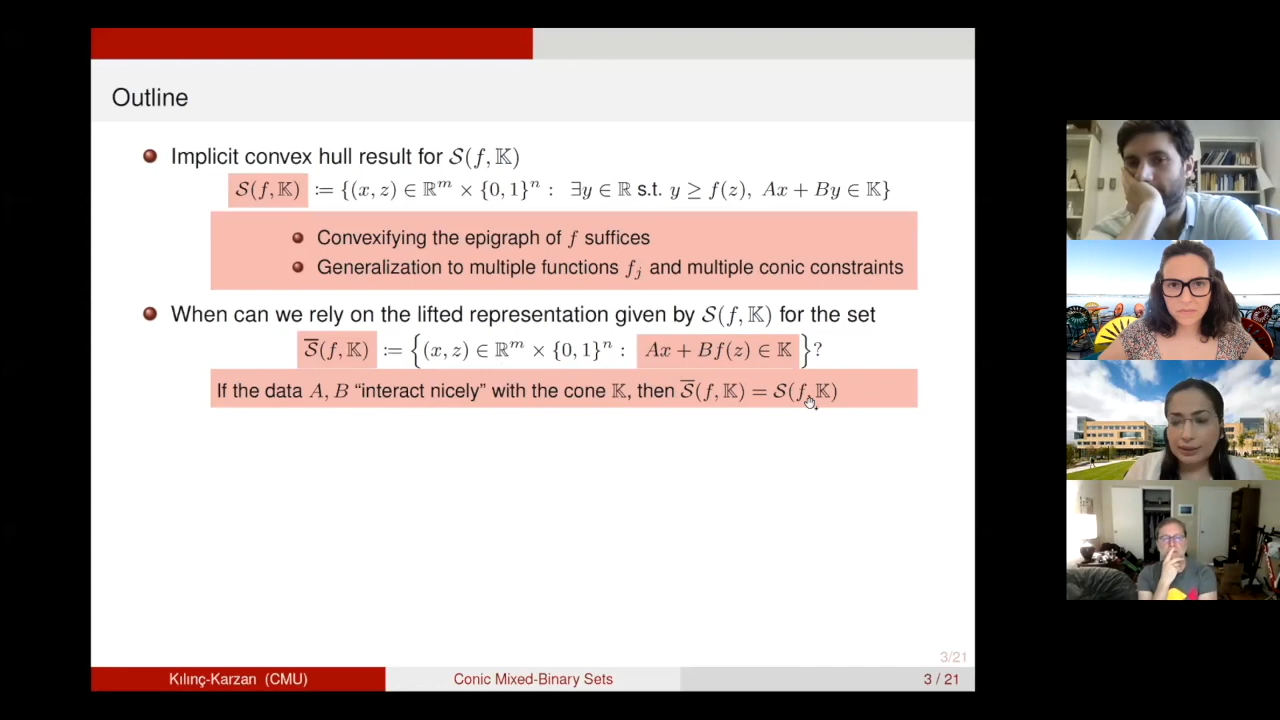 Outline
Implicit convex hull result for 𝒮(f, 𝕂)
𝒮(f, 𝕂) := {(x, z) ∈ ℝ^m × {0, 1}^n : ∃y ∈ ℝ s.t. y ≥ f(z), Ax + By ∈ 𝕂}
Convexifying the epigraph of f suffices
Generalization to multiple functions f_j and multiple conic constraints
When can we rely on the lifted representation given by 𝒮(f, 𝕂) for the set
𝒮̅(f, 𝕂) := {(x, z) ∈ ℝ^m × {0, 1}^n : Ax + Bf(z) ∈ 𝕂}?
If the data A, B “interact nicely” with the cone 𝕂, then 𝒮̅(f, 𝕂) = 𝒮(f, 𝕂)
3/21
Kılınç-Karzan (CMU) Conic Mixed-Binary Sets 3 / 21